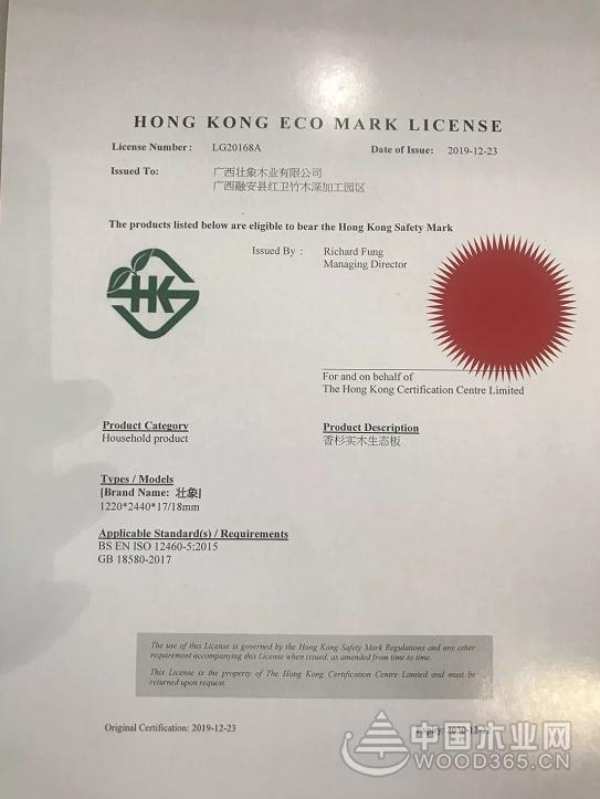 HONG KONG ECO MARK LICENSE
License Number : LG20168A Date of Issue: 2019-12-23
Issued To: 广西壮象木业有限公司
广西融安县红卫竹木深加工园区
The products listed below are eligible to bear the Hong Kong Safety Mark
Issued By : Richard Fung
Managing Director
HK
For and on behalf of
The Hong Kong Certification Centre Limited
Product Category Product Description
Household product 香杉实木生态板
Types / Models
[Brand Name: 壮象]
1220*2440*17/18mm
Applicable Standard(s) / Requirements
BS EN ISO 12460-5:2015
GB 18580-2017
The use of this License is governed by the Hong Kong Safety Mark Regulations and any other
requirement accompanying this License when issued, as amended from time to time.
This License is the property of The Hong Kong Certification Centre Limited and must be
returned upon request.
Original Certification: 2019-12-23
中国木业网
WOOD365.CN